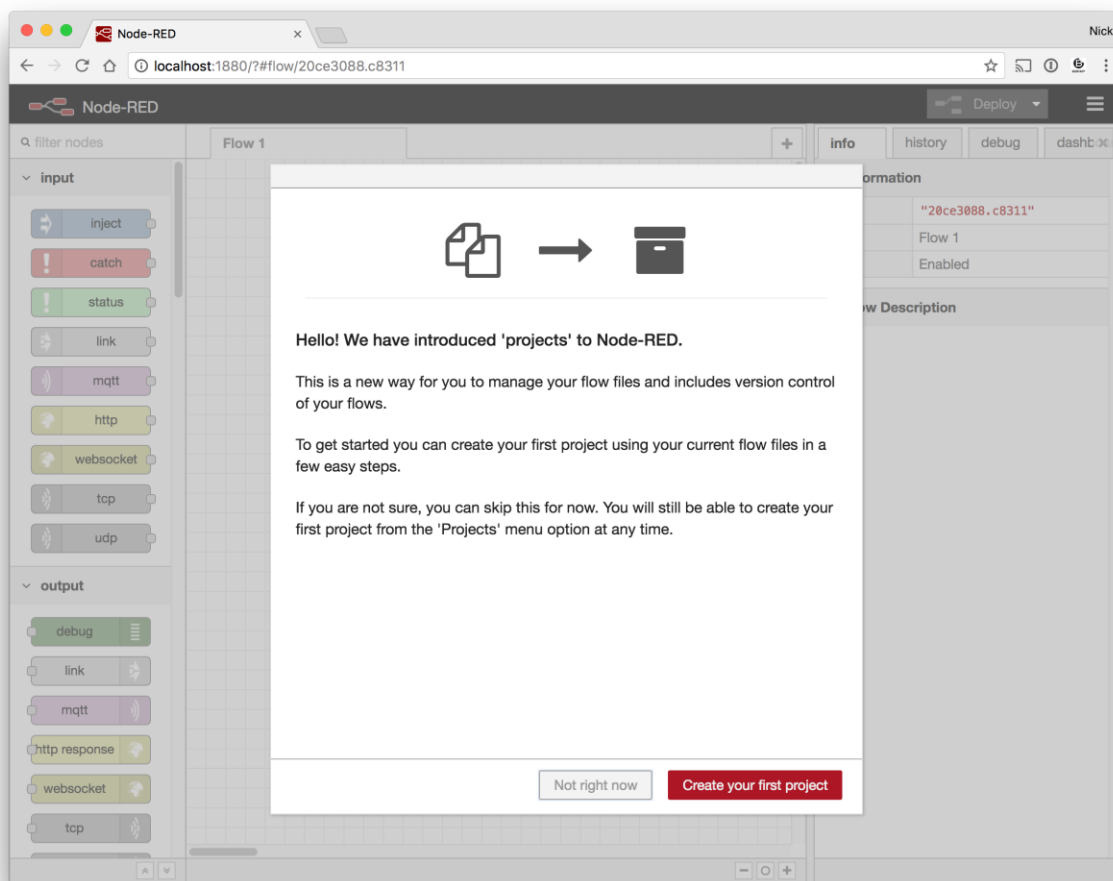 Node-RED
Nick
localhost:1880/?#flow/20ce3088.c8311
Node-RED
Deploy
filter nodes
Flow 1
info
history
debug
input
inject
catch
status
link
mqtt
http
websocket
tcp
udp
output
debug
link
mqtt
http response
websocket
tcp
"20ce3088.c8311"
Flow 1
Enabled
Description
Hello! We have introduced 'projects' to Node-RED.
This is a new way for you to manage your flow files and includes version control
of your flows.
To get started you can create your first project using your current flow files in a
few easy steps.
If you are not sure, you can skip this for now. You will still be able to create your
first project from the 'Projects' menu option at any time.
Not right now
Create your first project